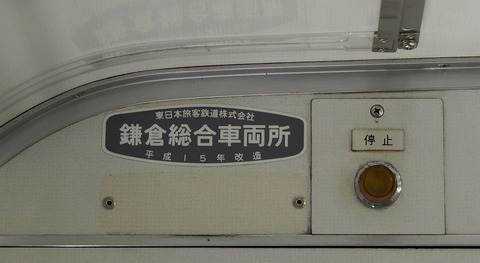 東日本旅客鉄道株式会社
鎌倉総合車両所
平成15年改造
停止